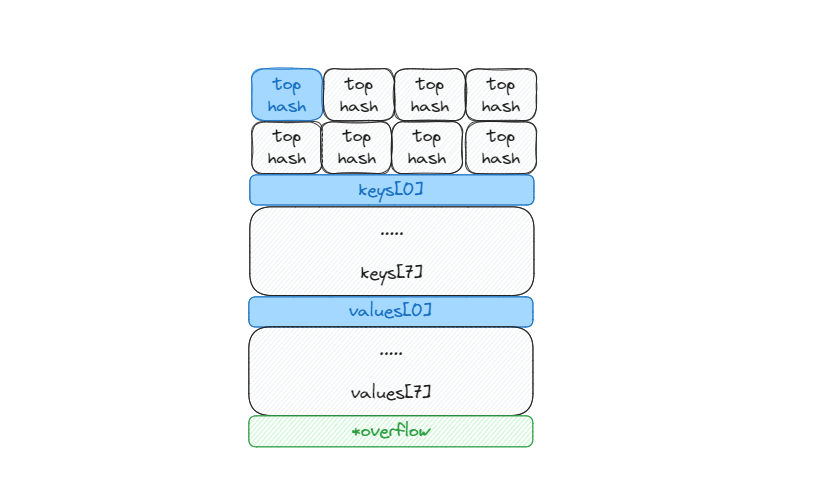 top top top top
hash hash hash hash
top top top top
hash hash hash hash
keys[0]
.....
keys[7]
values[0]
.....
values[7]
*overflow